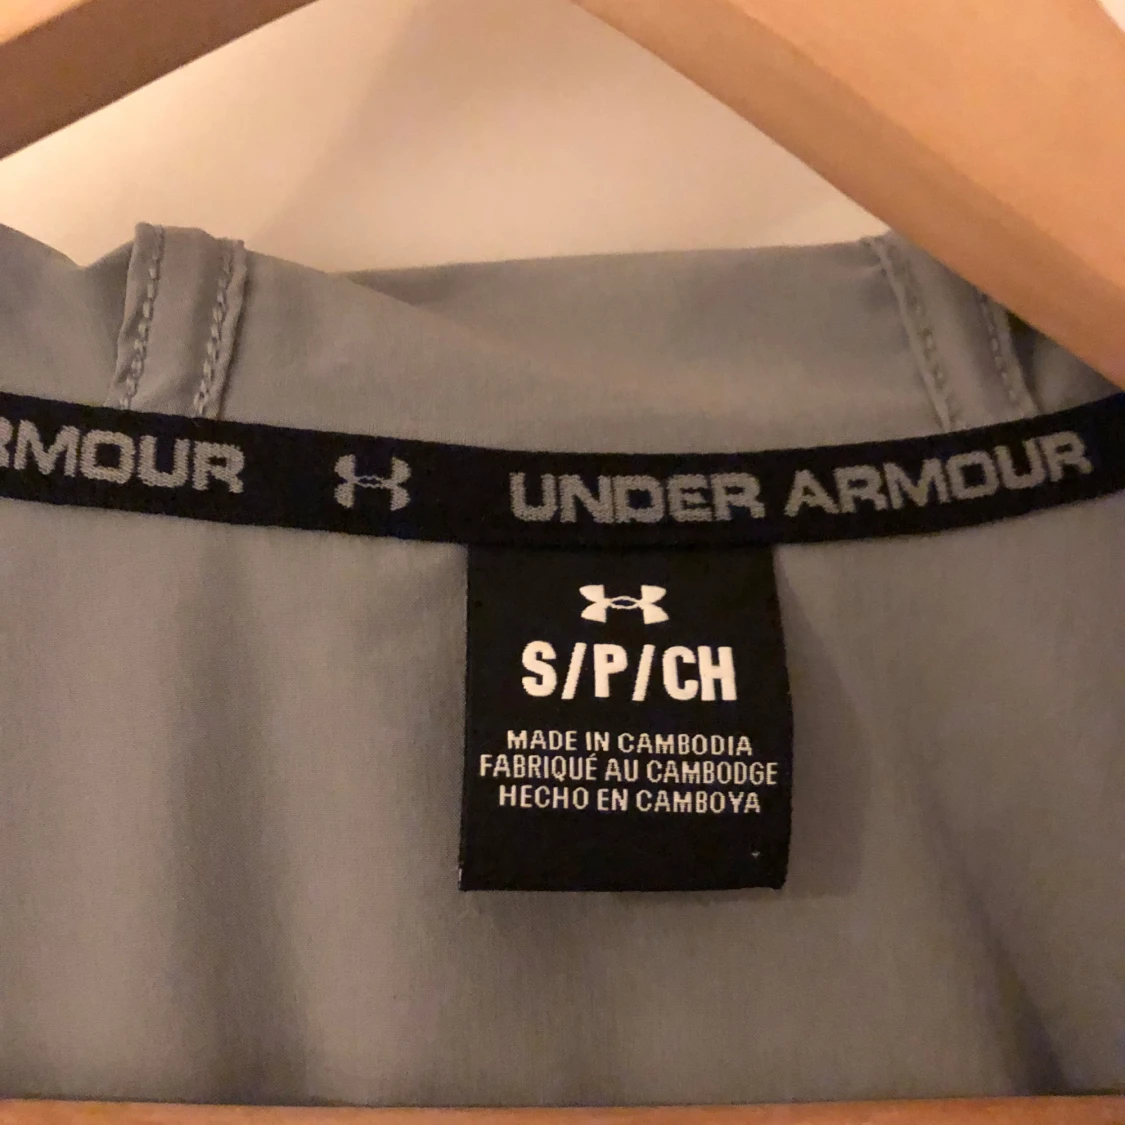 RMOUR UNDER ARMOUR
S/P/CH
MADE IN CAMBODIA
FABRIQUÉ AU CAMBODGE
HECHO EN CAMBOYA